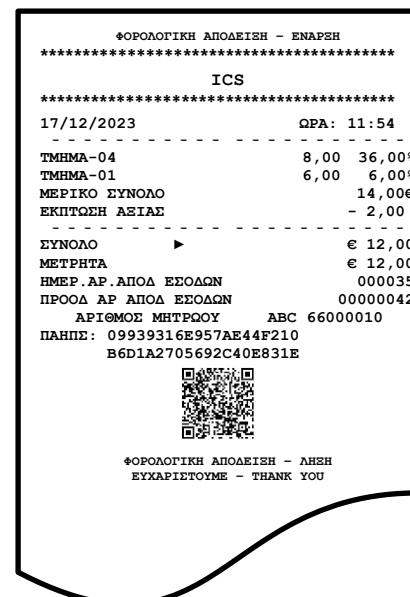 ΦΟΡΟΛΟΓΙΚΗ ΑΠΟΔΕΙΞΗ – ΕΝΑΡΞΗ
****************************************
ICS
****************************************
17/12/2023 ΩΡΑ: 11:54
- - - - - - - - - - - - - - - - - - - - - -
ΤΜΗΜΑ-04 8,00 36,00%
ΤΜΗΜΑ-01 6,00 6,00%
ΜΕΡΙΚΟ ΣΥΝΟΛΟ 14,00€
ΕΚΠΤΩΣΗ ΑΞΙΑΣ - 2,00
- - - - - - - - - - - - - - - - - - - - - -
ΣΥΝΟΛΟ ► € 12,00
ΜΕΤΡΗΤΑ € 12,00
ΗΜΕΡ.ΑΡ.ΑΠΟΔ ΕΣΟΔΩΝ 000035
ΠΡΟΟΔ ΑΡ ΑΠΟΔ ΕΣΟΔΩΝ 00000042
ΑΡΙΘΜΟΣ ΜΗΤΡΩΟΥ ABC 66000010
ΠΑΗΠΣ: 09939316E957AE44F210
B6D1A2705692C40E831E
ΦΟΡΟΛΟΓΙΚΗ ΑΠΟΔΕΙΞΗ – ΛΗΞΗ
ΕΥΧΑΡΙΣΤΟΥΜΕ – THANK YOU